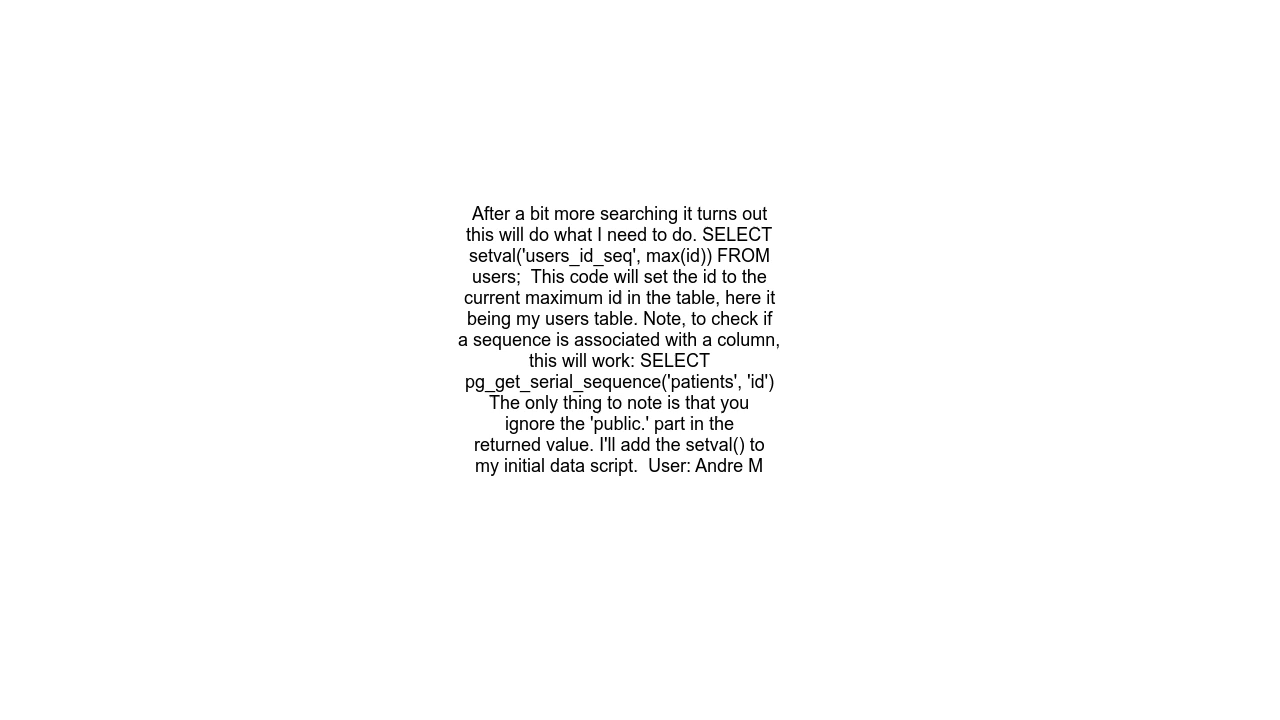 After a bit more searching it turns out
this will do what I need to do. SELECT
setval('users_id_seq', max(id)) FROM
users;  This code will set the id to the
current maximum id in the table, here it
being my users table. Note, to check if
a sequence is associated with a column,
this will work: SELECT
pg_get_serial_sequence('patients', 'id')
The only thing to note is that you
ignore the 'public.' part in the
returned value. I'll add the setval() to
my initial data script.  User: Andre M